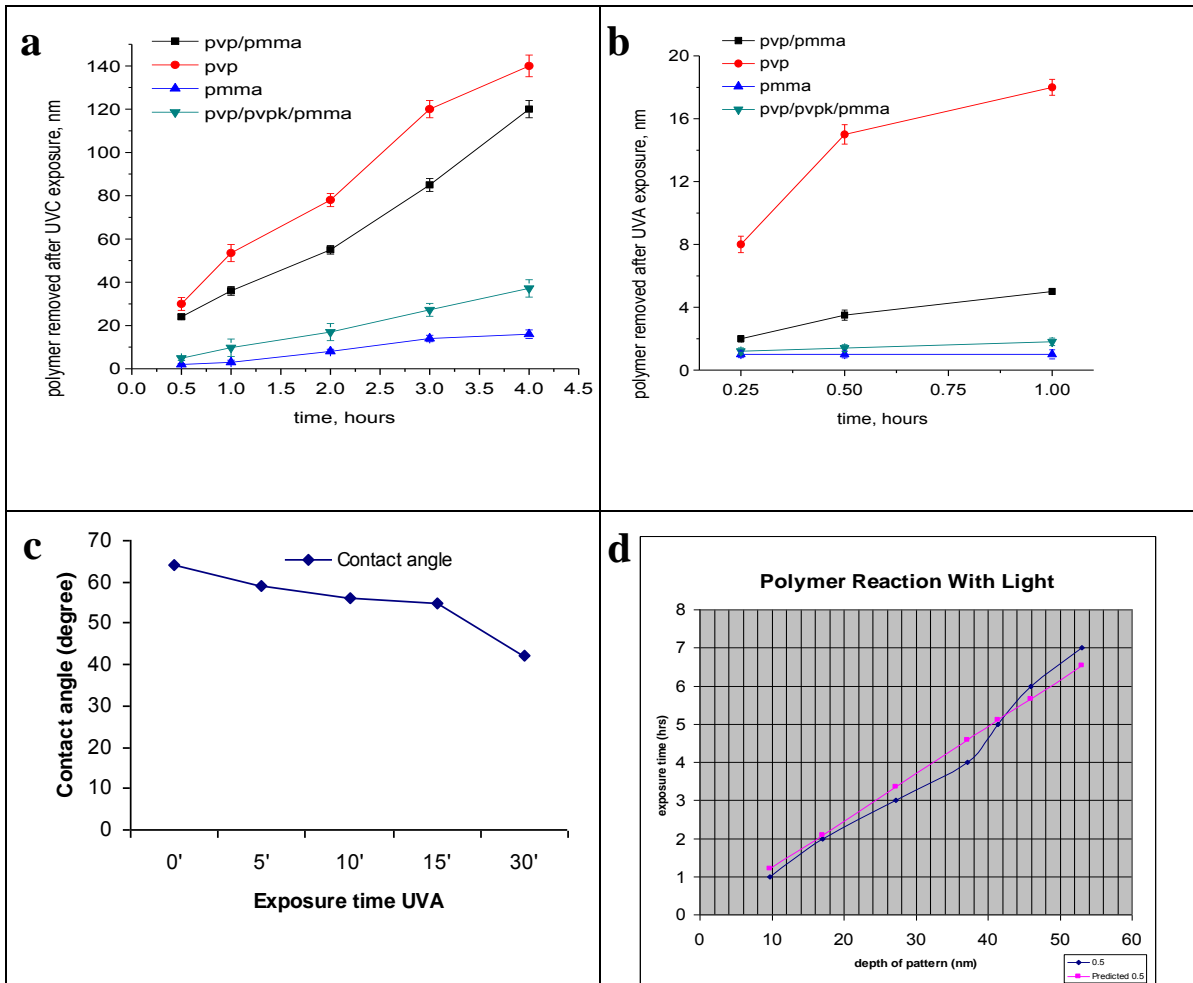 a
pvp/pmma
pvp
pmma
pvp/pvpk/pmma
polymer removed after UVC exposure, nm
140
120
100
80
60
40
20
0
0.0 0.5 1.0 1.5 2.0 2.5 3.0 3.5 4.0 4.5
time, hours
b
pvp/pmma
pvp
pmma
pvp/pvpk/pmma
polymer removed after UVA exposure, nm
20
16
12
8
4
0
0.25 0.50 0.75 1.00
time, hours
c
Contact angle
Contact angle (degree)
70
60
50
40
30
20
10
0
0' 5' 10' 15' 30'
Exposure time UVA
d
Polymer Reaction With Light
exposure time (hrs)
8
7
6
5
4
3
2
1
0
0 10 20 30 40 50 60
depth of pattern (nm)
0.5
Predicted 0.5